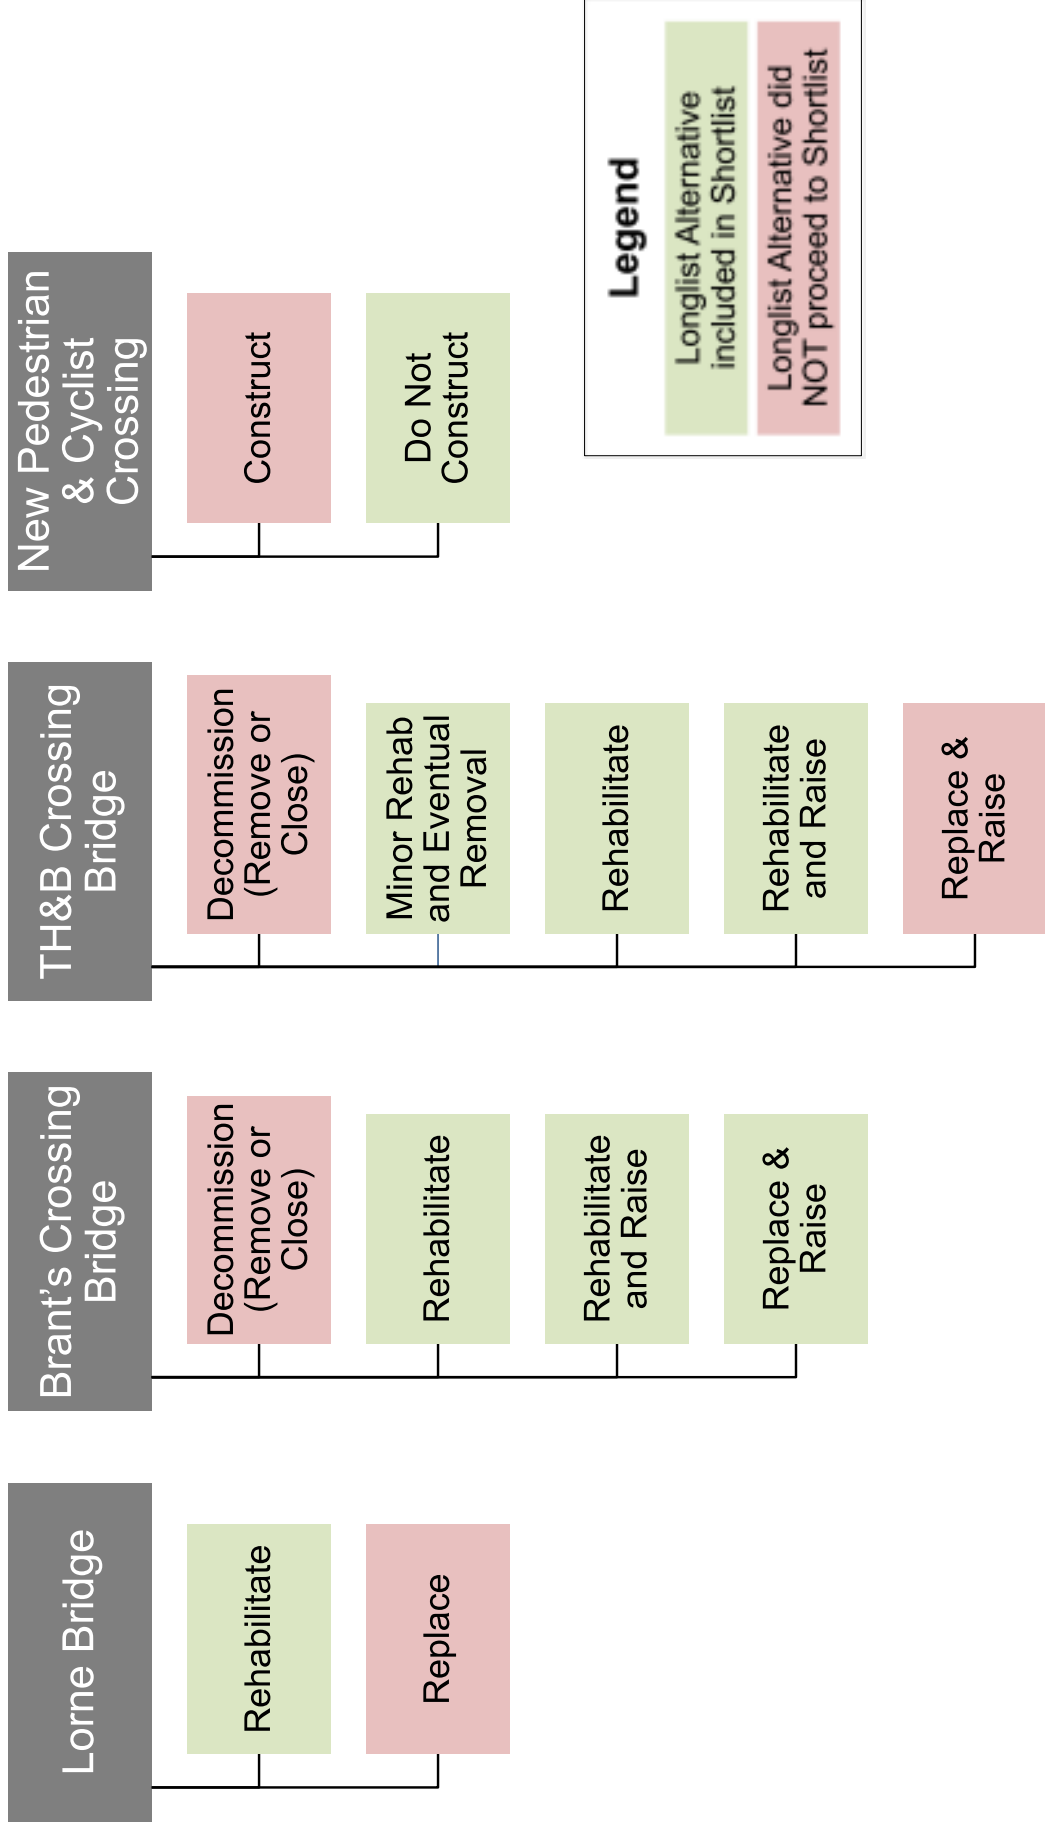 Lorne Bridge
Rehabilitate
Replace
Brant’s Crossing
Bridge
Decommission
(Remove or
Close)
Rehabilitate
Rehabilitate
and Raise
Replace &
Raise
TH&B Crossing
Bridge
Decommission
(Remove or
Close)
Minor Rehab
and Eventual
Removal
Rehabilitate
Rehabilitate
and Raise
Replace &
Raise
New Pedestrian
& Cyclist
Crossing
Construct
Do Not
Construct
Legend
Longlist Alternative
included in Shortlist
Longlist Alternative did
NOT proceed to Shortlist